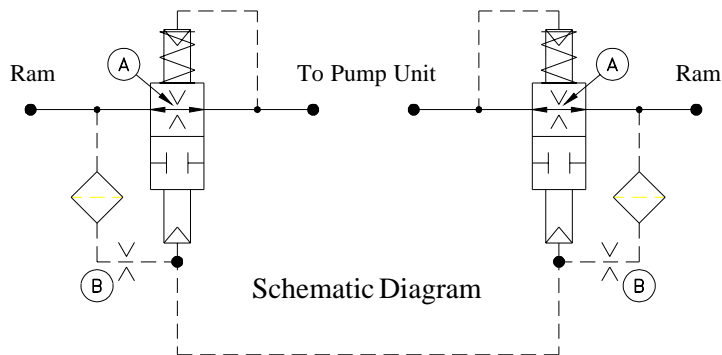 A
A
Ram
To Pump Unit
Ram
B
Schematic Diagram
B